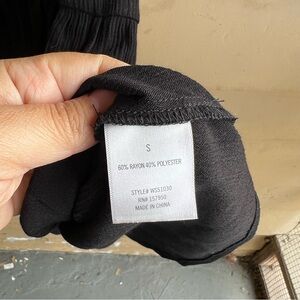 S
60% RAYON 40% POLYESTER
STYLE# WSS1030
RN# 157950
MADE IN CHINA